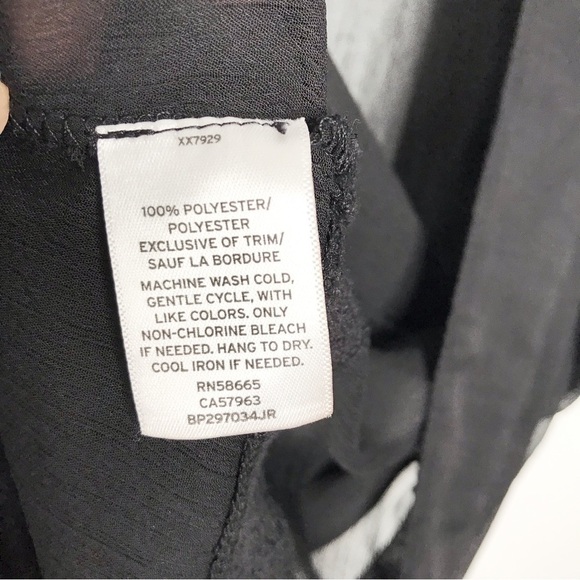 XX7929
100% POLYESTER/
POLYESTER
EXCLUSIVE OF TRIM/
SAUF LA BORDURE
MACHINE WASH COLD,
GENTLE CYCLE, WITH
LIKE COLORS. ONLY
NON-CHLORINE BLEACH
IF NEEDED. HANG TO DRY.
COOL IRON IF NEEDED.
RN58665
CA57963
BP297034JR